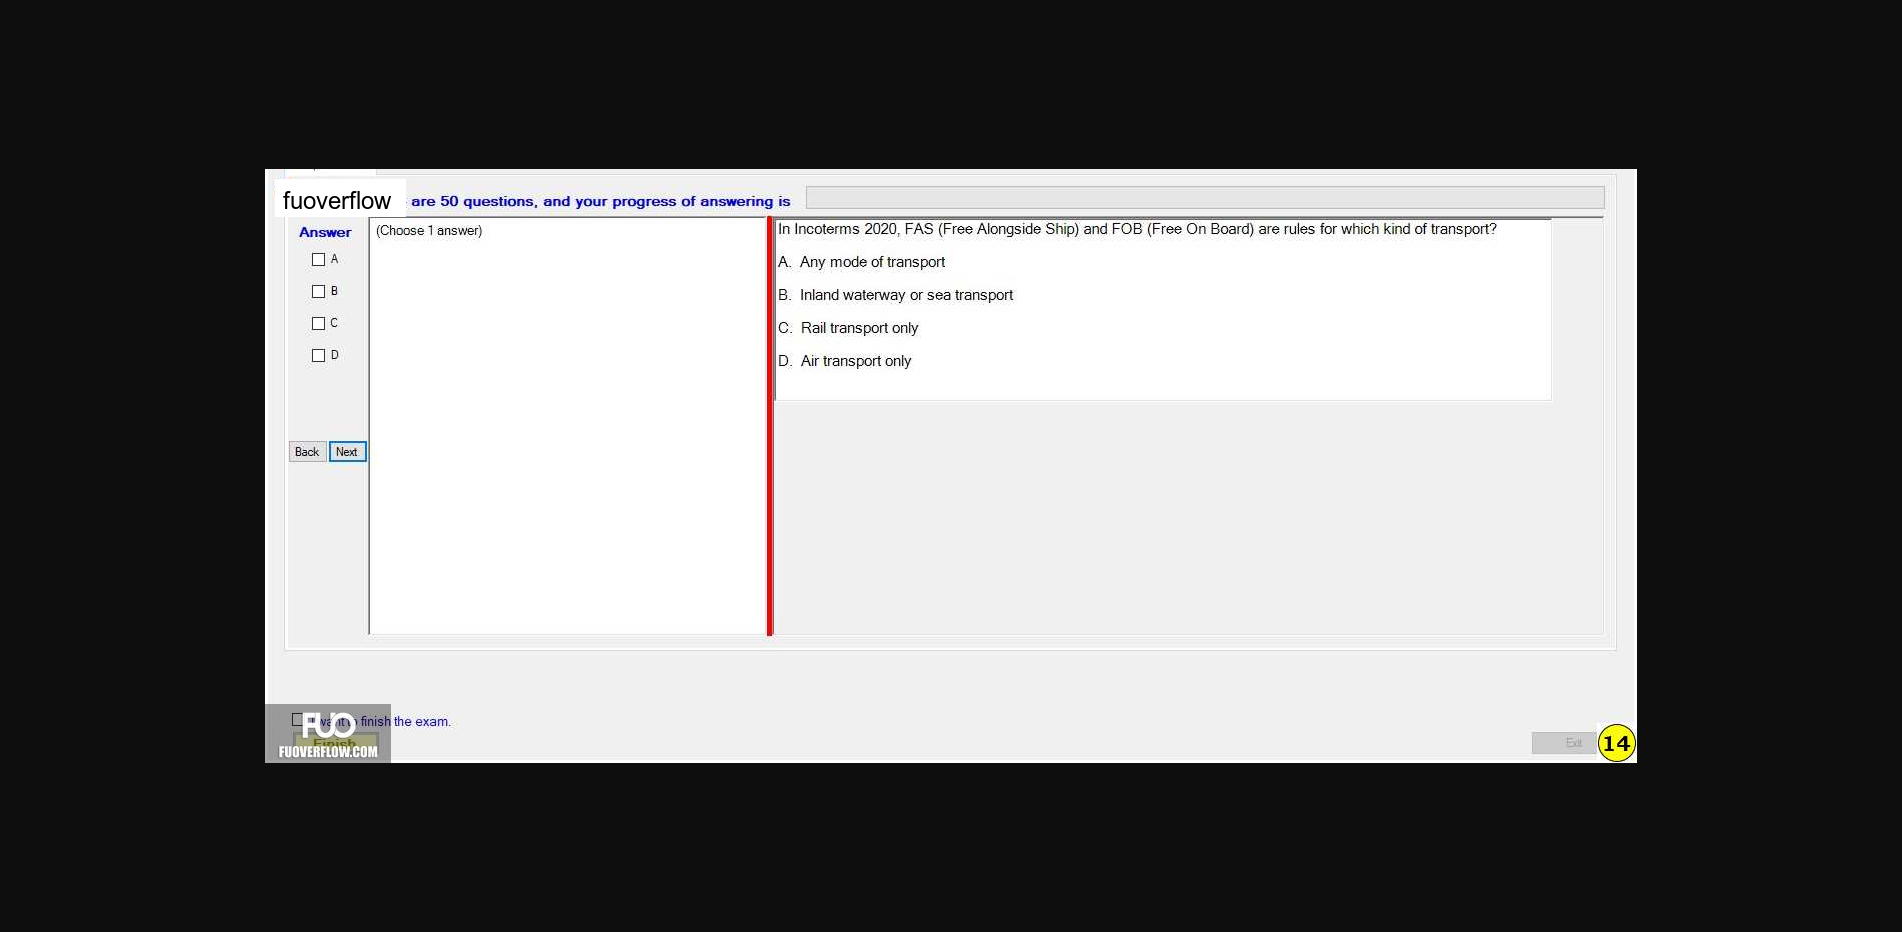 fuoverflow are 50 questions, and your progress of answering is
Answer
A
B
C
D
Back Next
(Choose 1 answer)
In Incoterms 2020, FAS (Free Alongside Ship) and FOB (Free On Board) are rules for which kind of transport?
A. Any mode of transport
B. Inland waterway or sea transport
C. Rail transport only
D. Air transport only
I want to finish the exam.
Finish
FUO
FUOVERFLOW.COM
Exit
14